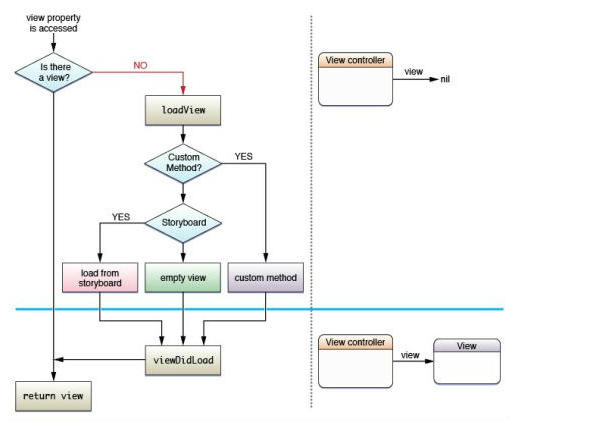 view property
is accessed
Is there
a view?
NO
loadView
Custom
Method?
YES
YES
Storyboard
load from
storyboard
empty view
custom method
viewDidLoad
return view
View controller
view
nil
View controller
view
View